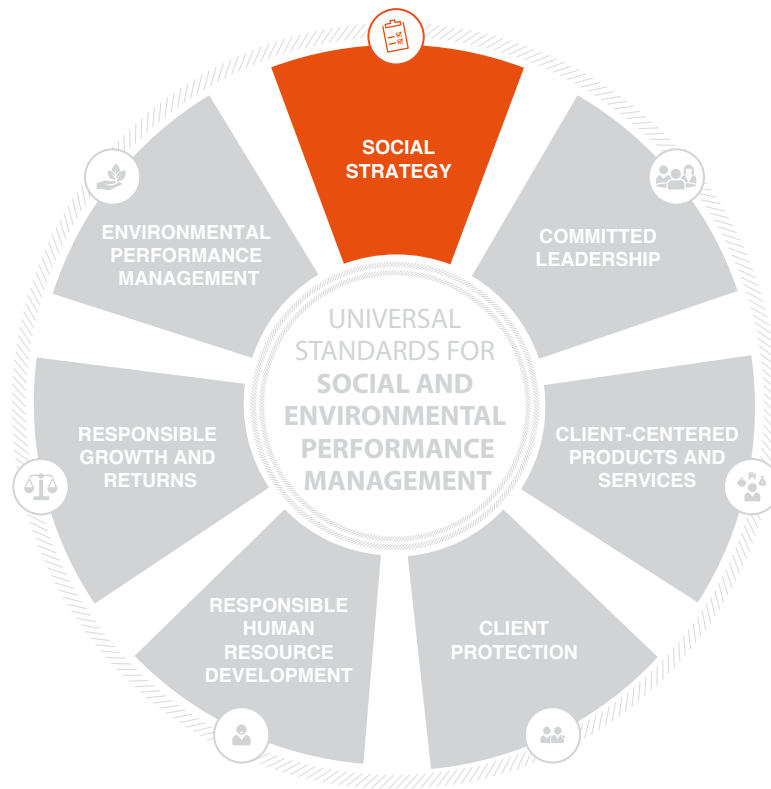 SOCIAL
STRATEGY
COMMITTED
LEADERSHIP
CLIENT-CENTERED
PRODUCTS AND
SERVICES
CLIENT
PROTECTION
RESPONSIBLE
HUMAN
RESOURCE
DEVELOPMENT
RESPONSIBLE
GROWTH AND
RETURNS
ENVIRONMENTAL
PERFORMANCE
MANAGEMENT
UNIVERSAL
STANDARDS FOR
SOCIAL AND
ENVIRONMENTAL
PERFORMANCE
MANAGEMENT